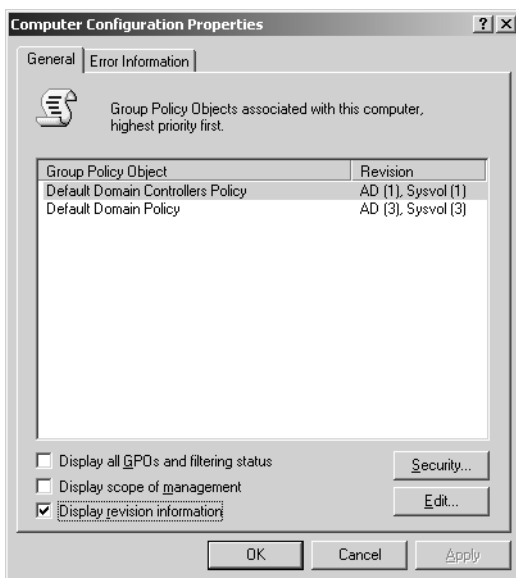 Computer Configuration Properties
General Error Information
Group Policy Objects associated with this computer,
highest priority first.
Group Policy Object Revision
Default Domain Controllers Policy AD (1), Sysvol (1)
Default Domain Policy AD (3), Sysvol (3)
Display all GPOs and filtering status
Security...
Display scope of management
Edit...
Display revision information
OK Cancel Apply